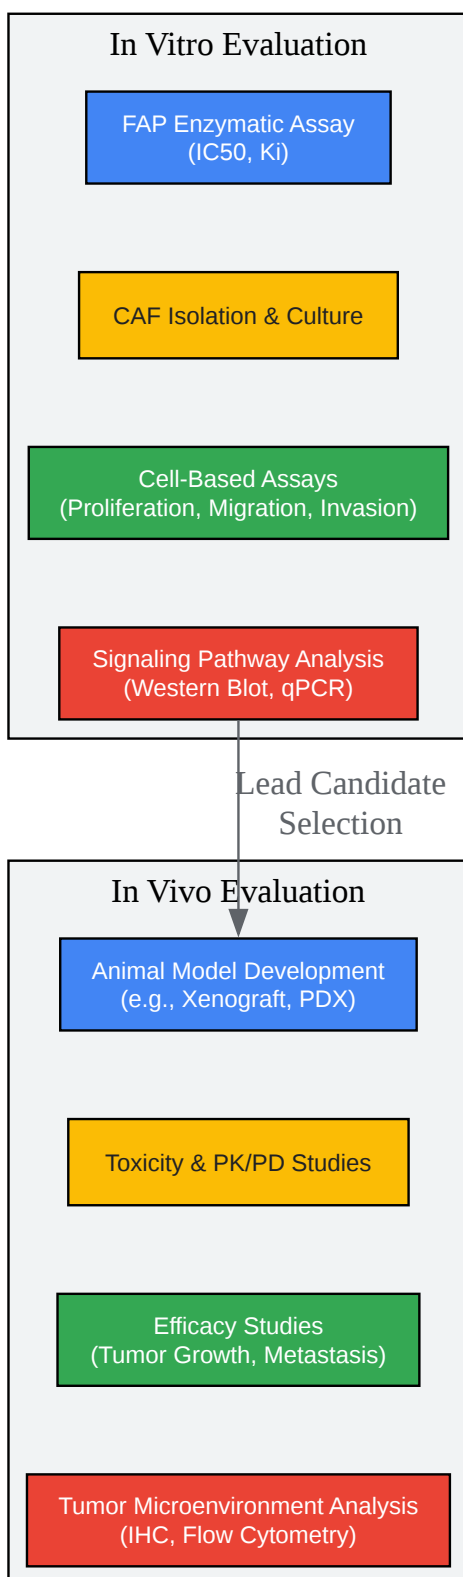 In Vitro Evaluation
FAP Enzymatic Assay
(IC50, Ki)
CAF Isolation & Culture
Cell-Based Assays
(Proliferation, Migration, Invasion)
Signaling Pathway Analysis
(Western Blot, qPCR)
Lead Candidate
Selection
In Vivo Evaluation
Animal Model Development
(e.g., Xenograft, PDX)
Toxicity & PK/PD Studies
Efficacy Studies
(Tumor Growth, Metastasis)
Tumor Microenvironment Analysis
(IHC, Flow Cytometry)